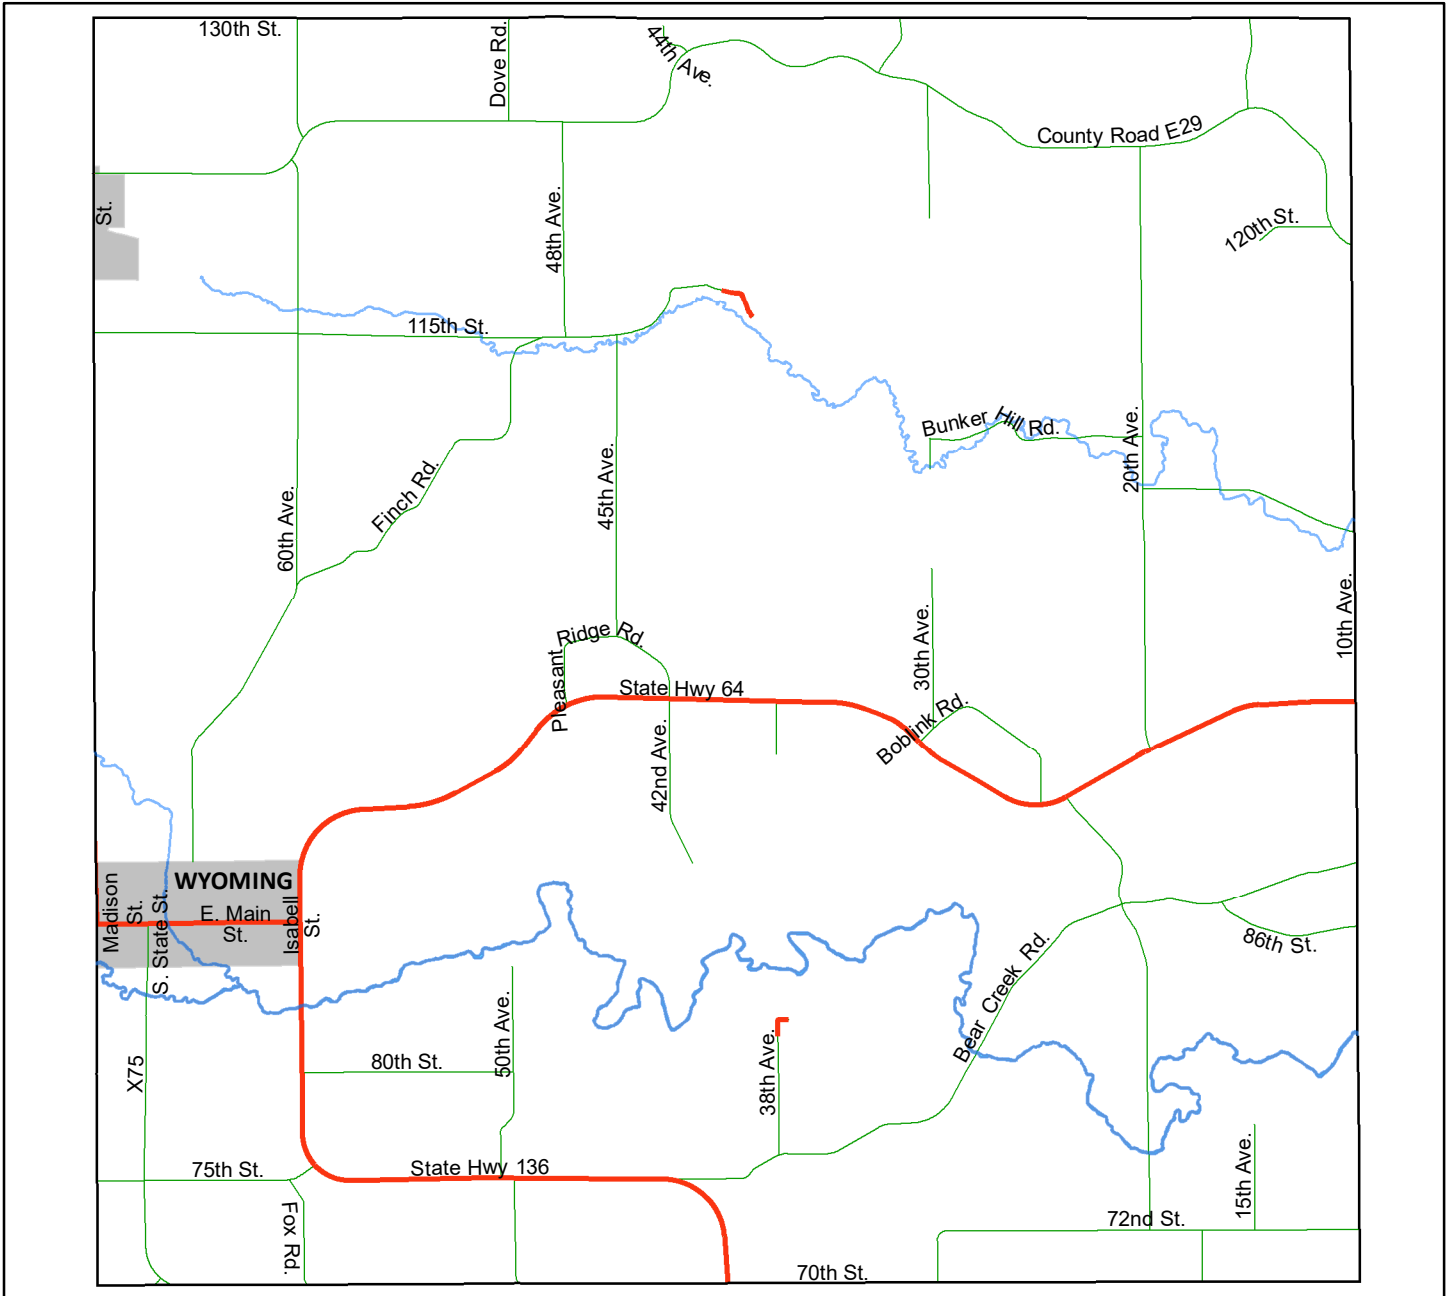 130th St.
Dove Rd.
44th Ave.
County Road E29
St.
48th Ave.
120th St.
115th St.
Bunker Hill Rd.
20th Ave.
Finch Rd.
45th Ave.
60th Ave.
10th Ave.
Pleasant Ridge Rd.
30th Ave.
State Hwy 64
Boblink Rd.
42nd Ave.
WYOMING
Madison
St.
S. State St.
E. Main
St.
Isabell
St.
86th St.
Bear Creek Rd.
50th Ave.
80th St.
38th Ave.
X75
75th St.
State Hwy 136
15th Ave.
72nd St.
Fox Rd.
70th St.